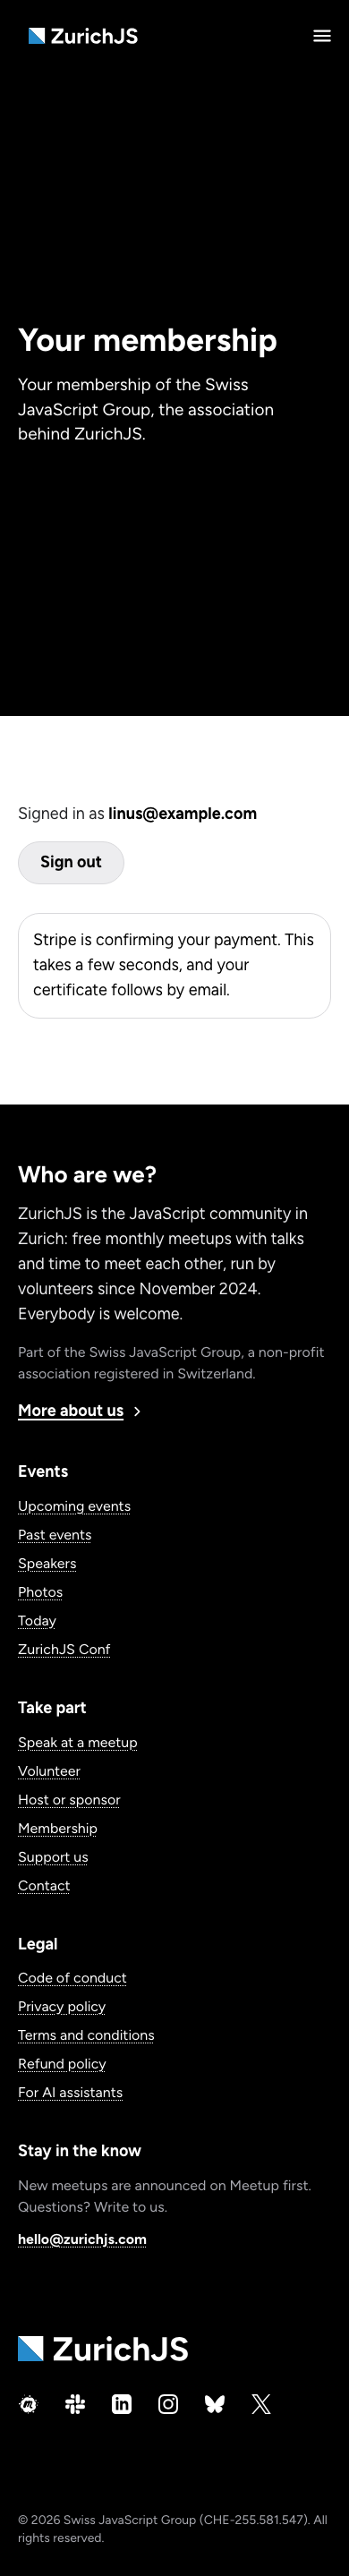 ZurichJS
Your membership
Your membership of the Swiss
JavaScript Group, the association
behind ZurichJS.
Signed in as linus@example.com
Sign out
Stripe is confirming your payment. This
takes a few seconds, and your
certificate follows by email.
Who are we?
ZurichJS is the JavaScript community in
Zurich: free monthly meetups with talks
and time to meet each other, run by
volunteers since November 2024.
Everybody is welcome.
Part of the Swiss JavaScript Group, a non-profit
association registered in Switzerland.
More about us
Events
Upcoming events
Past events
Speakers
Photos
Today
ZurichJS Conf
Take part
Speak at a meetup
Volunteer
Host or sponsor
Membership
Support us
Contact
Legal
Code of conduct
Privacy policy
Terms and conditions
Refund policy
For AI assistants
Stay in the know
New meetups are announced on Meetup first.
Questions? Write to us.
hello@zurichjs.com
ZurichJS
© 2026 Swiss JavaScript Group (CHE-255.581.547). All
rights reserved.